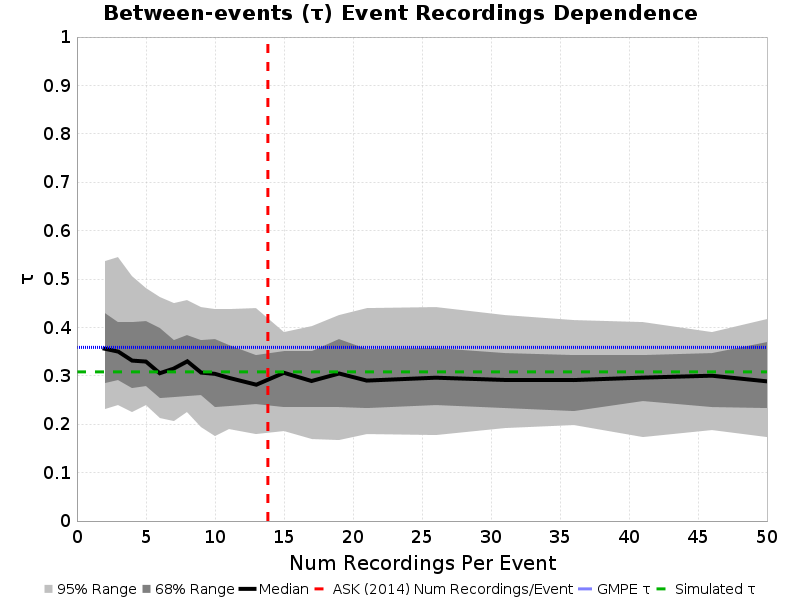 Between-events (τ) Event Recordings Dependence
1
0.9
0.8
0.7
0.6
0.5
τ
0.4
0.3
0.2
0.1
0
0 5 10 15 20 25 30 35 40 45 50
Num Recordings Per Event
95% Range 68% Range Median ASK (2014) Num Recordings/Event GMPE τ Simulated τ